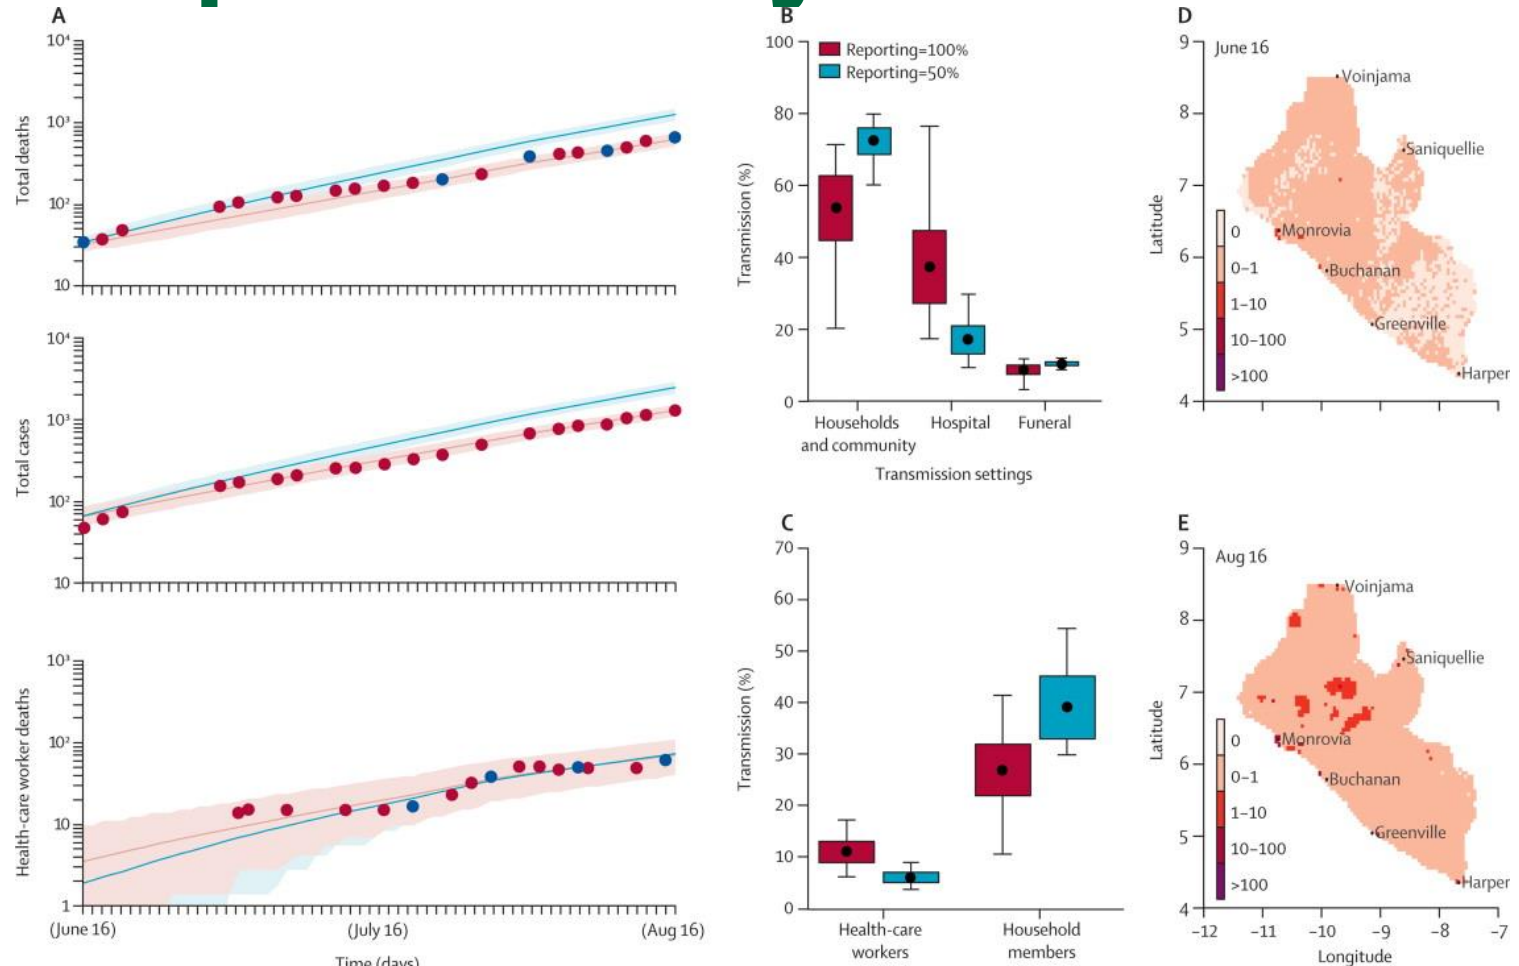 A
10⁴
10³
10²
10
Total deaths
10⁴
10³
10²
10
Total cases
10³
10²
10
1
Health-care worker deaths
(June 16)
(July 16)
(Aug 16)
Time (days)
B
100
80
60
40
20
0
Transmission (%)
Reporting=100%
Reporting=50%
Households
and community
Hospital
Funeral
Transmission settings
C
70
60
50
40
30
20
10
0
Transmission (%)
Health-care
workers
Household
members
D
June 16
9
8
7
6
5
4
Latitude
Voinjama
Saniquellie
Monrovia
Buchanan
Greenville
Harper
0
0–1
1–10
10–100
>100
E
Aug 16
9
8
7
6
5
4
Latitude
Voinjama
Saniquellie
Monrovia
Buchanan
Greenville
Harper
0
0–1
1–10
10–100
>100
–12
–11
–10
–9
–8
–7
Longitude